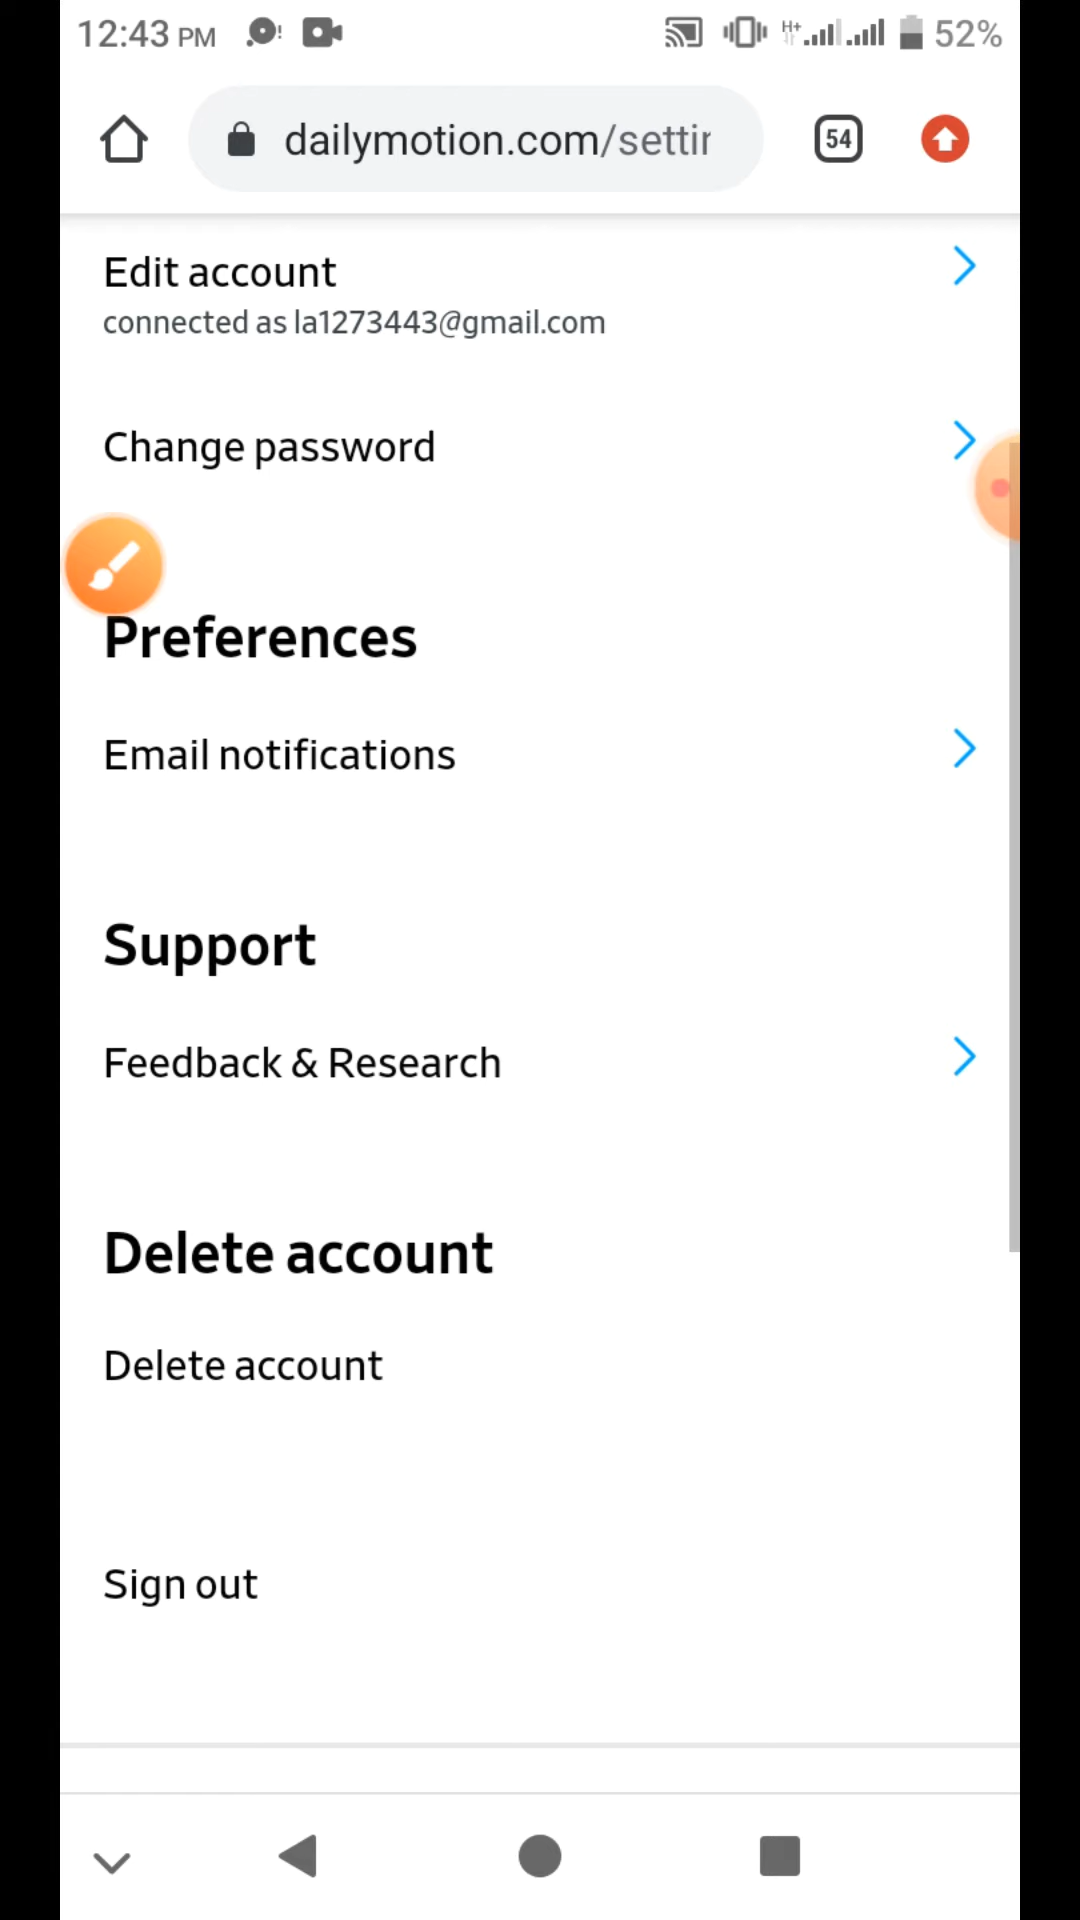 12:43 PM H+ 52%
dailymotion.com/settir
54
Edit account
connected as la1273443@gmail.com
Change password
Preferences
Email notifications
Support
Feedback & Research
Delete account
Delete account
Sign out